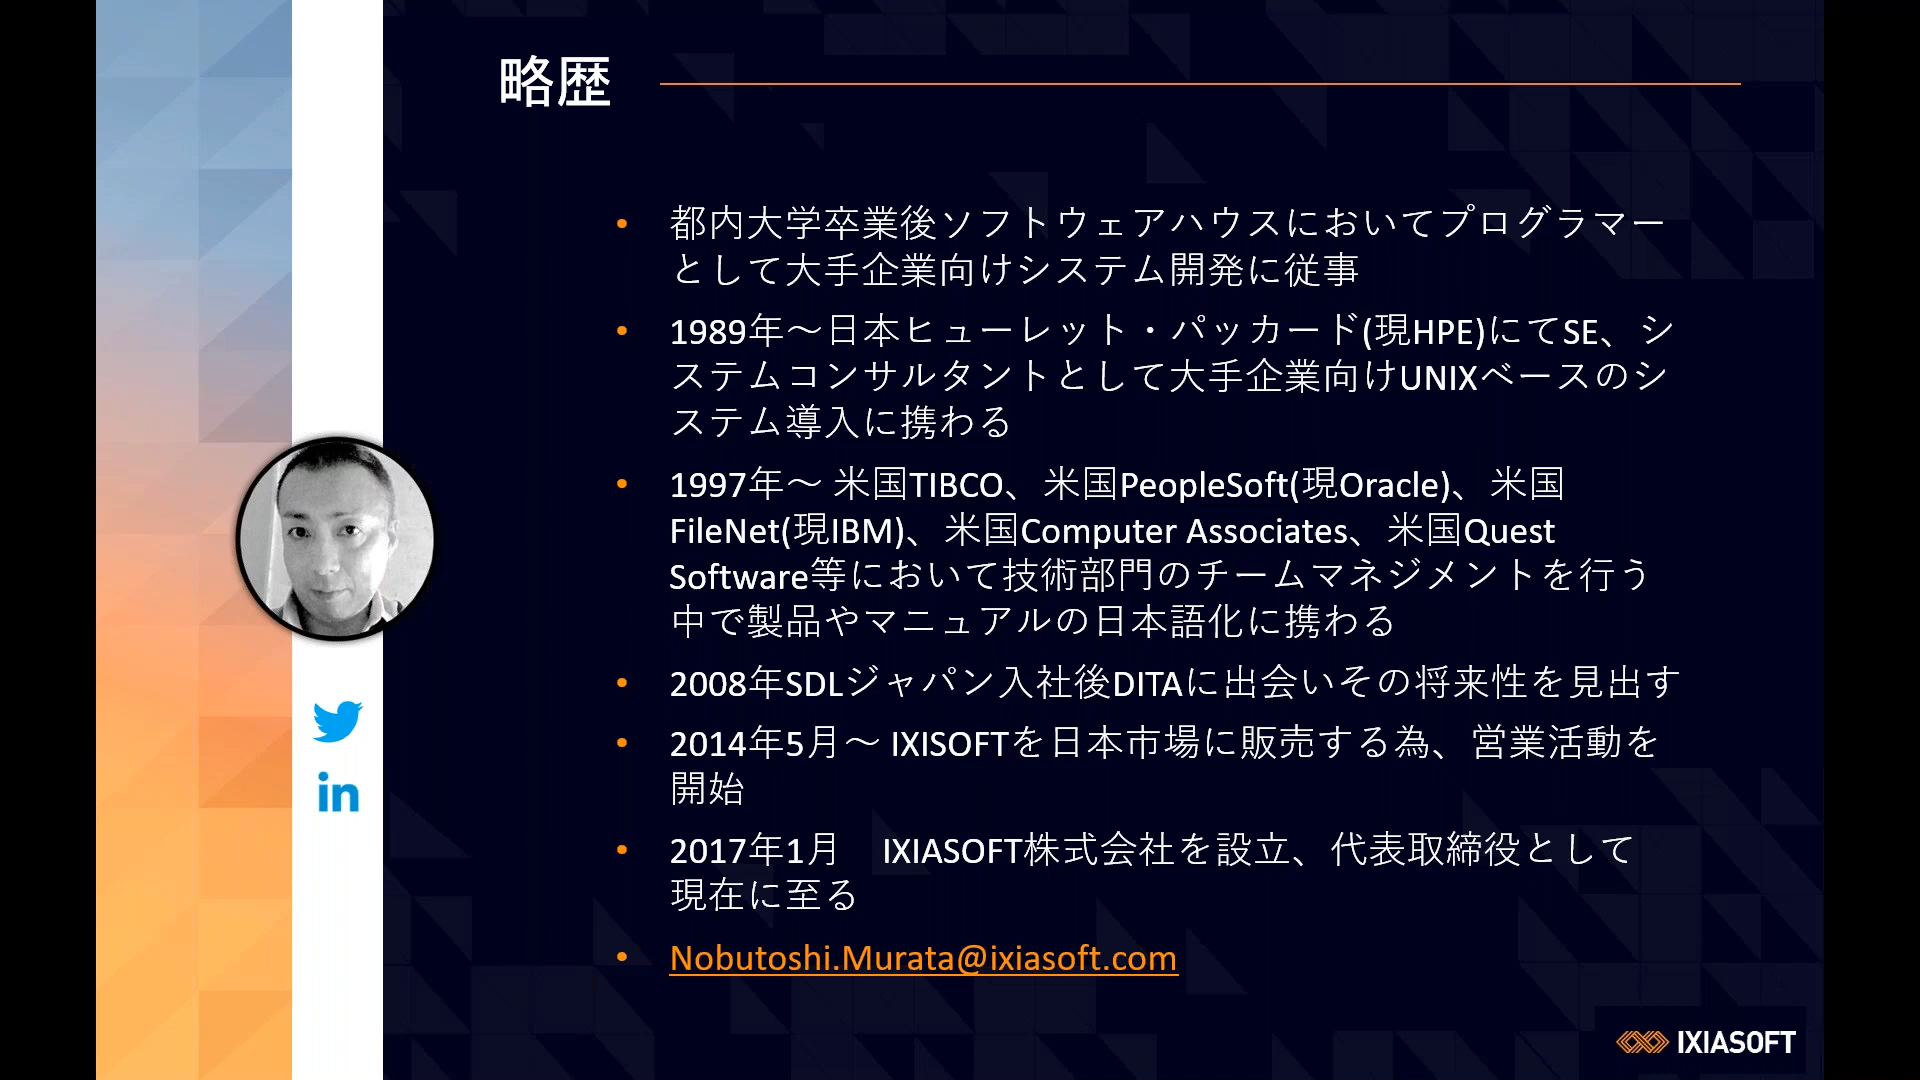 略歴
• 都内大学卒業後ソフトウェアハウスにおいてプログラマー
として大手企業向けシステム開発に従事
• 1989年～日本ヒューレット・パッカード(現HPE)にてSE、シ
ステムコンサルタントとして大手企業向けUNIXベースのシ
ステム導入に携わる
• 1997年～ 米国TIBCO、米国PeopleSoft(現Oracle)、米国
FileNet(現IBM)、米国Computer Associates、米国Quest
Software等において技術部門のチームマネジメントを行う
中で製品やマニュアルの日本語化に携わる
• 2008年SDLジャパン入社後DITAに出会いその将来性を見出す
• 2014年5月～ IXISOFTを日本市場に販売する為、営業活動を
開始
• 2017年1月　IXIASOFT株式会社を設立、代表取締役として
現在に至る
• Nobutoshi.Murata@ixiasoft.com
in
IXIASOFT